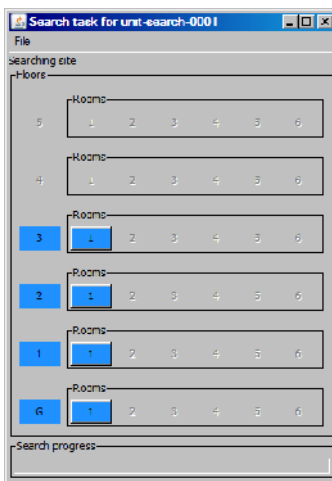 Search task for unit-search-0001
File
Searching site
Floors
Rooms
5 1 2 3 4 5 6
Rooms
4 1 2 3 4 5 6
Rooms
3 1 2 3 4 5 6
Rooms
2 1 2 3 4 5 6
Rooms
1 1 2 3 4 5 6
Rooms
G 1 2 3 4 5 6
Search progress